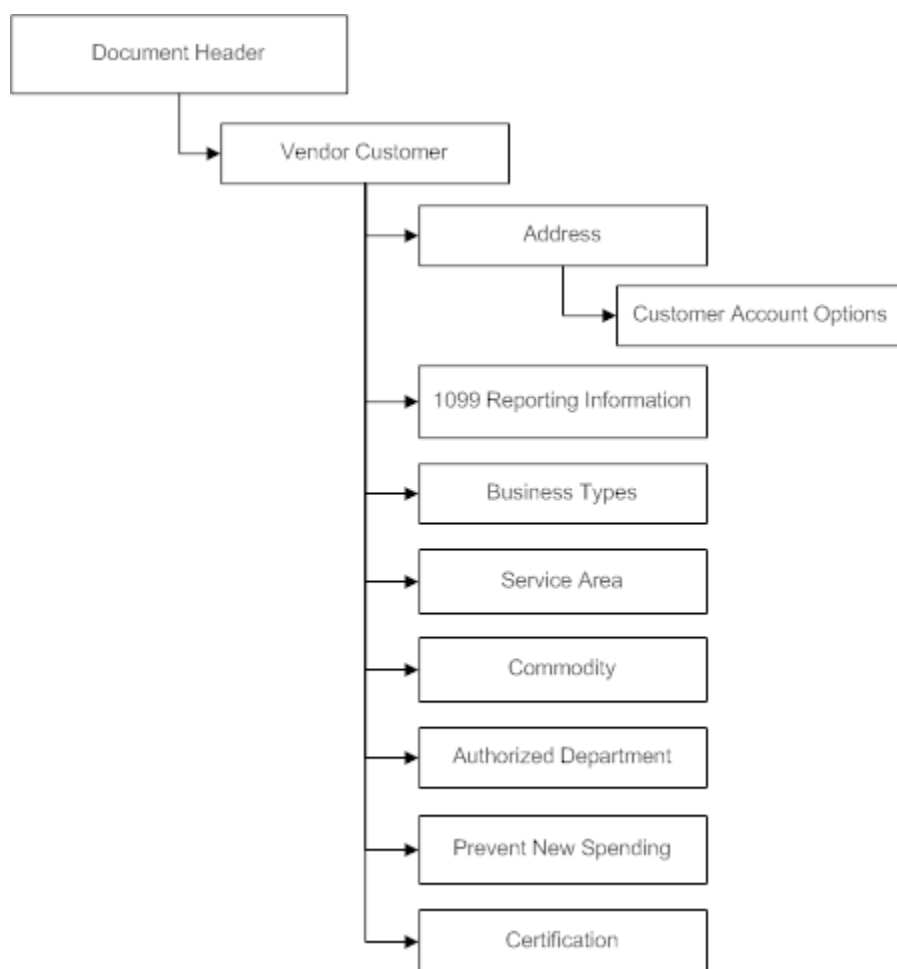 Document Header
Vendor Customer
Address
Customer Account Options
1099 Reporting Information
Business Types
Service Area
Commodity
Authorized Department
Prevent New Spending
Certification